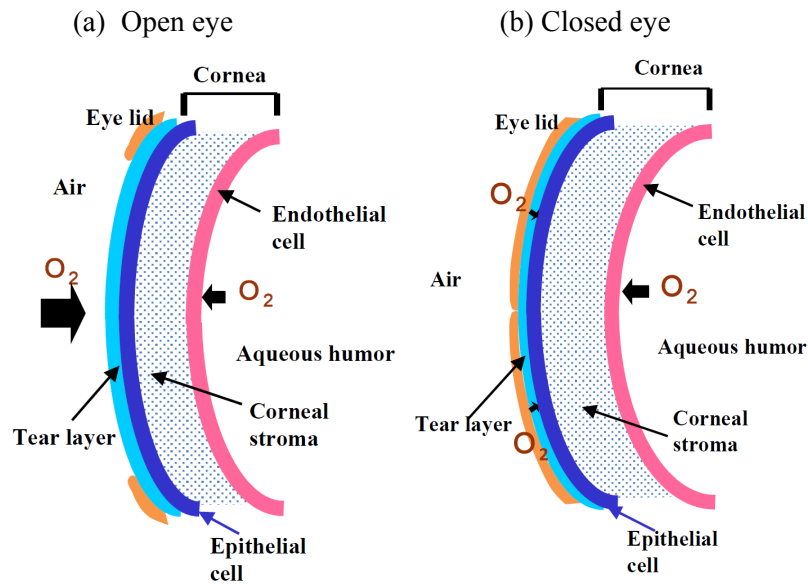 (a) Open eye
Cornea
Eye lid
Air
O2
Endothelial
cell
O2
Aqueous humor
Tear layer
Corneal
stroma
Epithelial
cell
(b) Closed eye
Cornea
Eye lid
O2
Endothelial
cell
Air
O2
Aqueous humor
Tear layer
Corneal
stroma
O2
Epithelial
cell